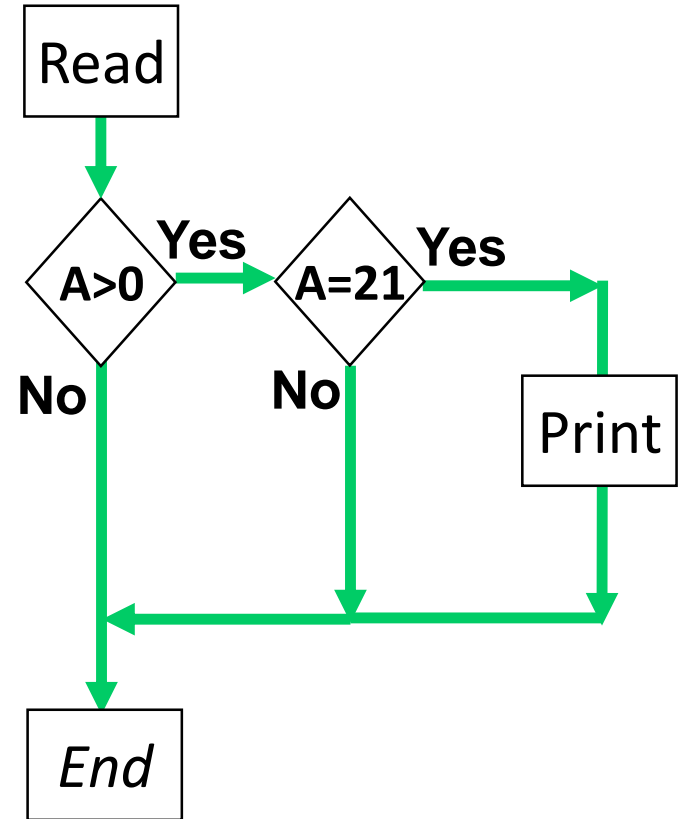 Read
A>0
Yes
A=21
Yes
No
No
Print
End